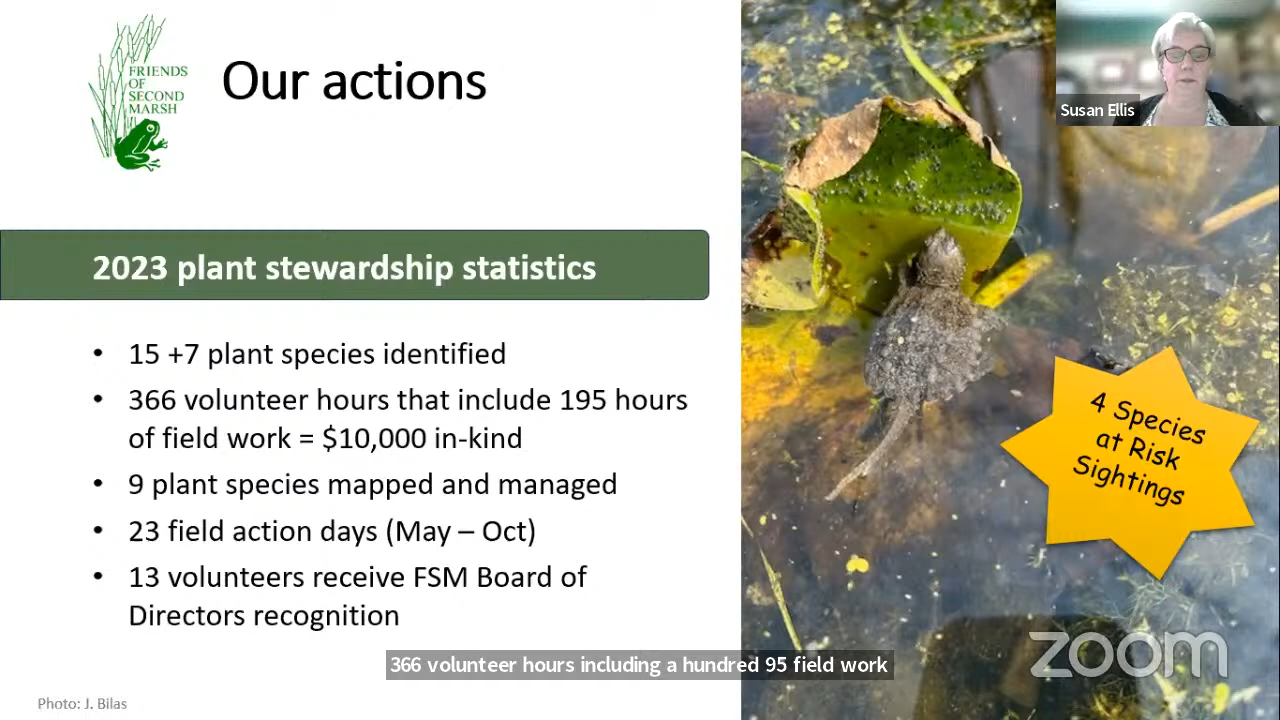 FRIENDS
OF
SECOND
MARSH
Our actions
Susan Ellis
2023 plant stewardship statistics
• 15 +7 plant species identified
• 366 volunteer hours that include 195 hours
of field work = $10,000 in-kind
• 9 plant species mapped and managed
• 23 field action days (May – Oct)
• 13 volunteers receive FSM Board of
Directors recognition
4 Species
at Risk
Sightings
366 volunteer hours including a hundred 95 field work
zoom
Photo: J. Bilas